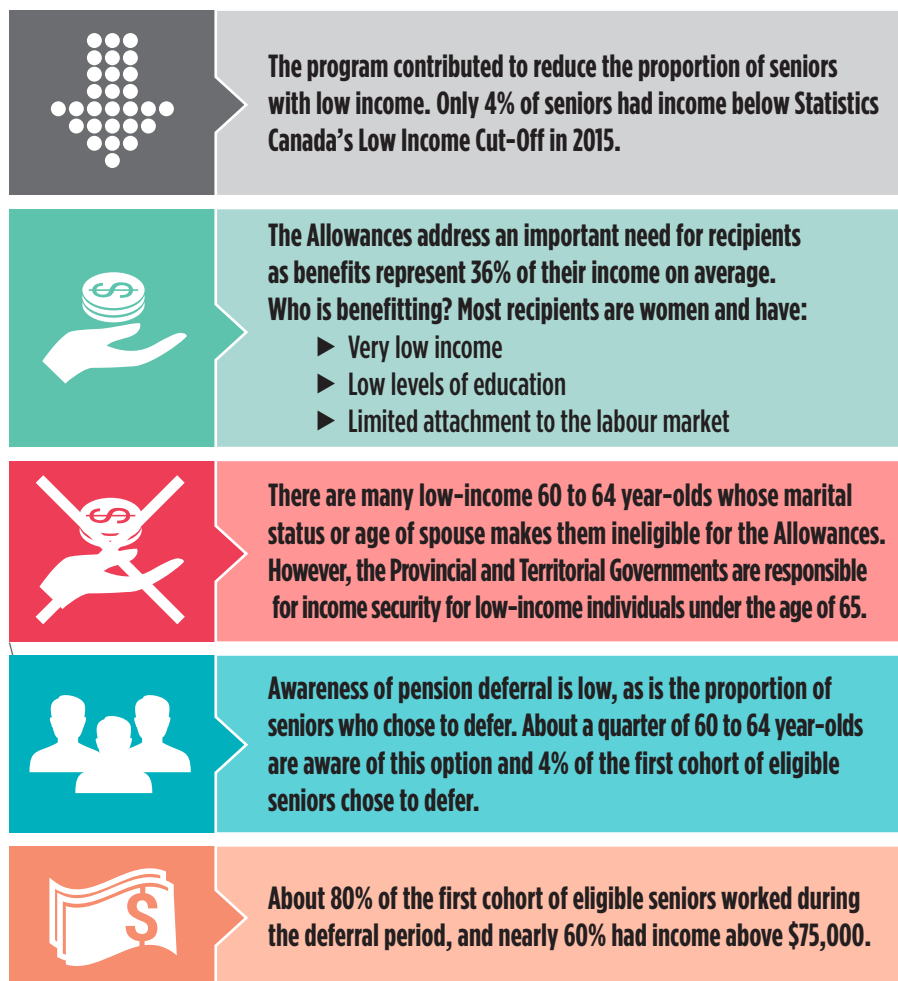 The program contributed to reduce the proportion of seniors
with low income. Only 4% of seniors had income below Statistics
Canada's Low Income Cut-Off in 2015.
$
The Allowances address an important need for recipients
as benefits represent 36% of their income on average.
Who is benefitting? Most recipients are women and have:
▶ Very low income
▶ Low levels of education
▶ Limited attachment to the labour market
$
There are many low-income 60 to 64 year-olds whose marital
status or age of spouse makes them ineligible for the Allowances.
However, the Provincial and Territorial Governments are responsible
for income security for low-income individuals under the age of 65.
Awareness of pension deferral is low, as is the proportion of
seniors who chose to defer. About a quarter of 60 to 64 year-olds
are aware of this option and 4% of the first cohort of eligible
seniors chose to defer.
$
About 80% of the first cohort of eligible seniors worked during
the deferral period, and nearly 60% had income above $75,000.